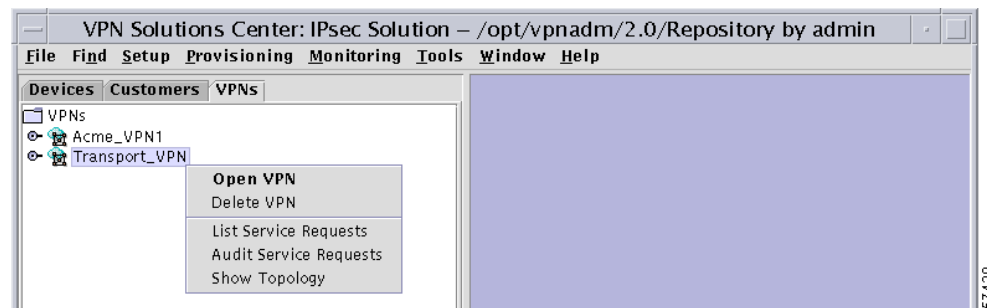 VPN Solutions Center: IPsec Solution – /opt/vpnadm/2.0/Repository by admin
File Find Setup Provisioning Monitoring Tools Window Help
Devices Customers VPNs
VPNs
Acme_VPN1
Transport_VPN
Open VPN
Delete VPN
List Service Requests
Audit Service Requests
Show Topology